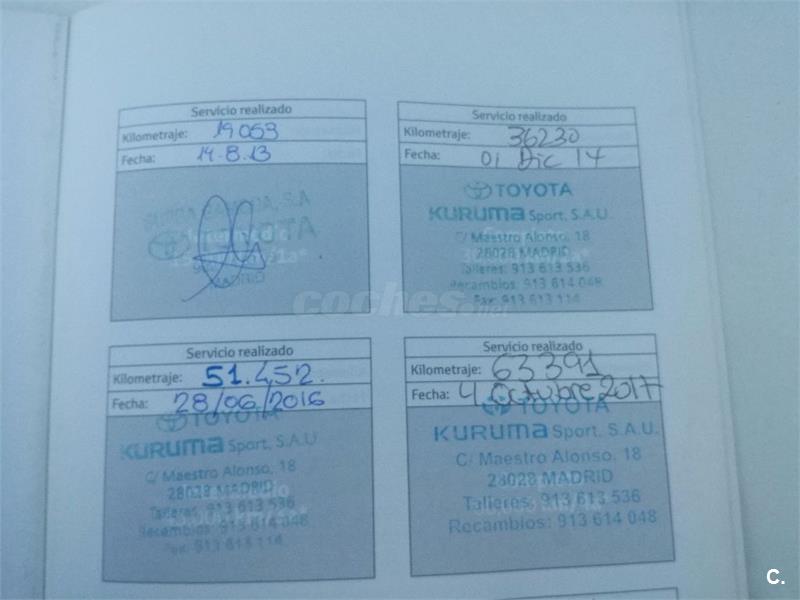 Servicio realizado
Kilometraje: 19053
Fecha: 14.8.13
TOYOTA
MADRID
Servicio realizado
Kilometraje: 36230
Fecha: 01 Dic 14
TOYOTA
KURUMA Sport, S.A.U.
C/ Maestro Alonso, 18
28028 MADRID
Talleres: 913 613 536
Recambios: 913 614 048
Fax: 913 613 114
coches.net
Servicio realizado
Kilometraje: 51.452.
Fecha: 28/06/2016
TOYOTA
KURUMA Sport, S.A.U
C/ Maestro Alonso, 18
28028 MADRID
Talleres: 913 613 536
Recambios: 913 614 048
Fax: 913 613 114
Servicio realizado
Kilometraje: 63391
Fecha: 4. Octubre 2017
TOYOTA
KURUMA Sport, S.A.U.
C/ Maestro Alonso, 18
28028 MADRID
Talleres: 913 613 536
Recambios: 913 614 048
C.